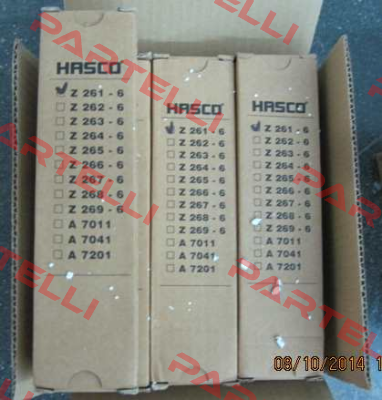 HASCO
Z 261 - 6
Z 262 - 6
Z 263 - 6
Z 264 - 6
Z 265 - 6
Z 266 - 6
Z 267 - 6
Z 268 - 6
Z 269 - 6
A 7011
A 7041
A 7201
HASCO
Z 261 - 6
Z 262 - 6
Z 263 - 6
Z 264 - 6
Z 265 - 6
Z 266 - 6
Z 267 - 6
Z 268 - 6
Z 269 - 6
A 7011
A 7041
A 7201
HASCO
Z 261 - 6
Z 262 - 6
Z 263 - 6
Z 264 - 6
Z 265 - 6
Z 266 - 6
Z 267 - 6
Z 268 - 6
Z 269 - 6
A 7011
A 7041
A 7201
PARTELLI
PARTELLI
PARTELLI
08/10/2014